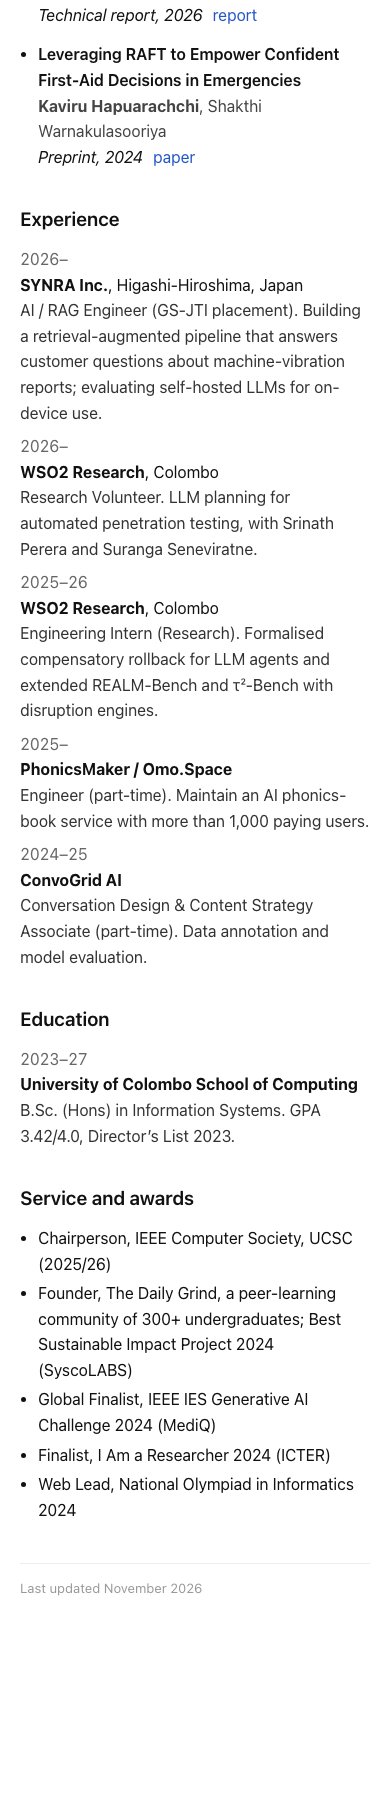 Technical report, 2026 report
• Leveraging RAFT to Empower Confident
First-Aid Decisions in Emergencies
Kaviru Hapuarachchi, Shakthi
Warnakulasooriya
Preprint, 2024 paper
Experience
2026–
SYNRA Inc., Higashi-Hiroshima, Japan
AI / RAG Engineer (GS-JTI placement). Building
a retrieval-augmented pipeline that answers
customer questions about machine-vibration
reports; evaluating self-hosted LLMs for on-
device use.
2026–
WSO2 Research, Colombo
Research Volunteer. LLM planning for
automated penetration testing, with Srinath
Perera and Suranga Seneviratne.
2025–26
WSO2 Research, Colombo
Engineering Intern (Research). Formalised
compensatory rollback for LLM agents and
extended REALM-Bench and τ²-Bench with
disruption engines.
2025–
PhonicsMaker / Omo.Space
Engineer (part-time). Maintain an AI phonics-
book service with more than 1,000 paying users.
2024–25
ConvoGrid AI
Conversation Design & Content Strategy
Associate (part-time). Data annotation and
model evaluation.
Education
2023–27
University of Colombo School of Computing
B.Sc. (Hons) in Information Systems. GPA
3.42/4.0, Director’s List 2023.
Service and awards
• Chairperson, IEEE Computer Society, UCSC
(2025/26)
• Founder, The Daily Grind, a peer-learning
community of 300+ undergraduates; Best
Sustainable Impact Project 2024
(SyscoLABS)
• Global Finalist, IEEE IES Generative AI
Challenge 2024 (MediQ)
• Finalist, I Am a Researcher 2024 (ICTER)
• Web Lead, National Olympiad in Informatics
2024
Last updated November 2026